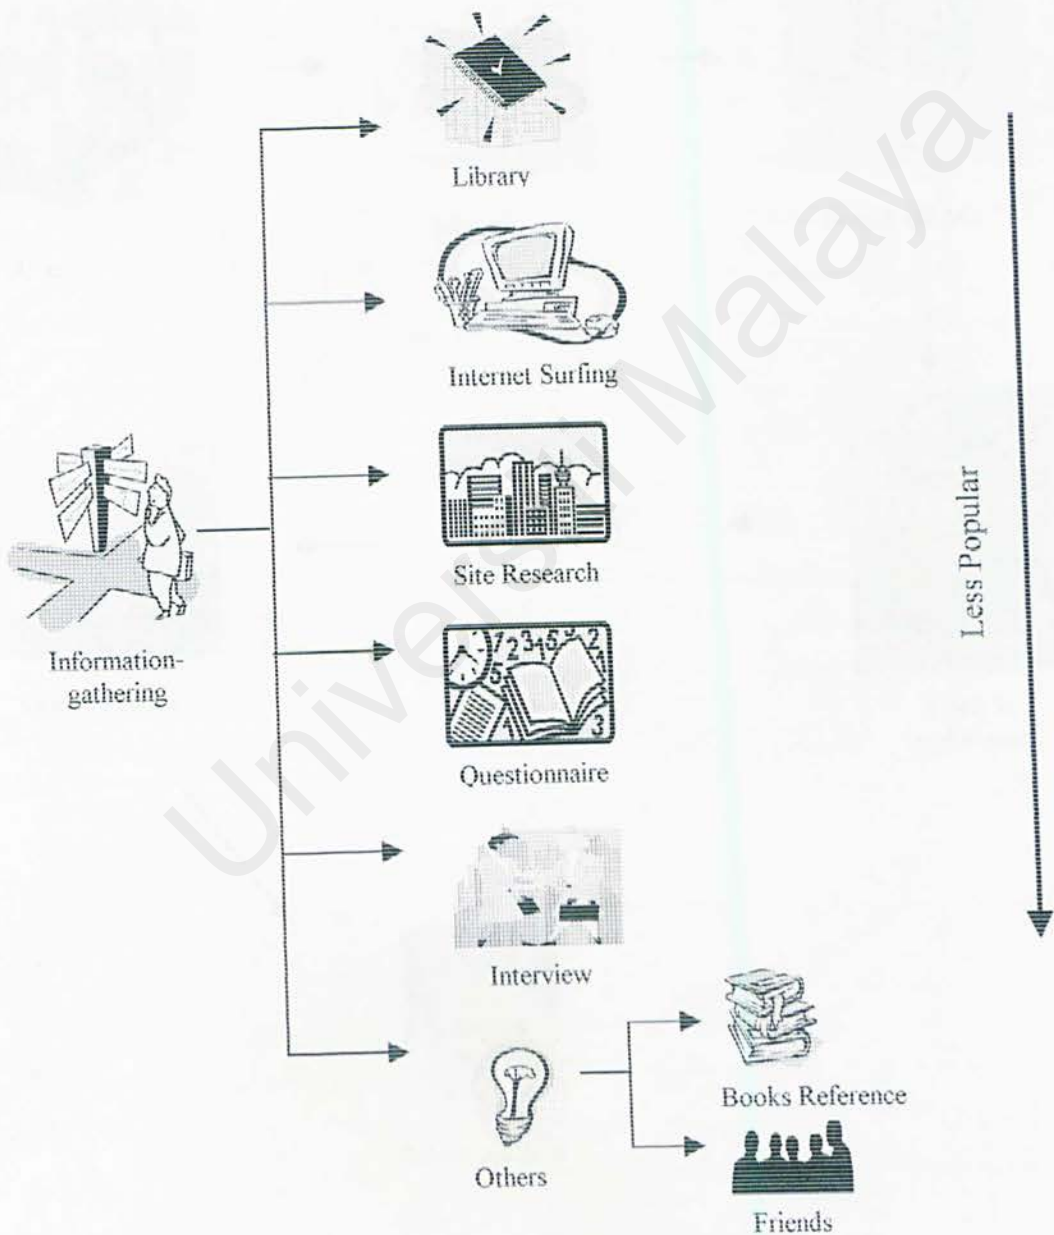 Library
Internet Surfing
Site Research
Information-
gathering
Questionnaire
Interview
Others
Books Reference
Friends
Less Popular
Universiti Malaya